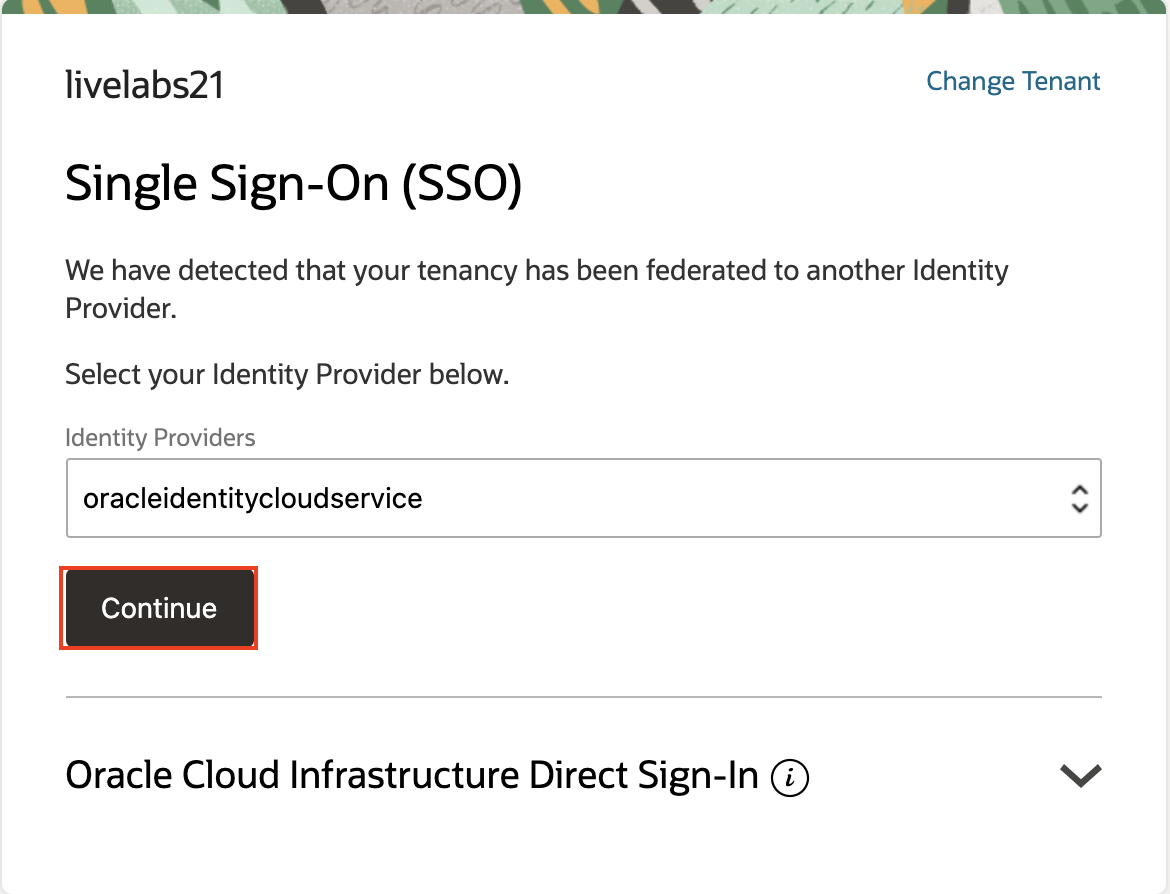 livelabs21
Change Tenant
Single Sign-On (SSO)
We have detected that your tenancy has been federated to another Identity
Provider.
Select your Identity Provider below.
Identity Providers
oracleidentitycloudservice
Continue
Oracle Cloud Infrastructure Direct Sign-In i